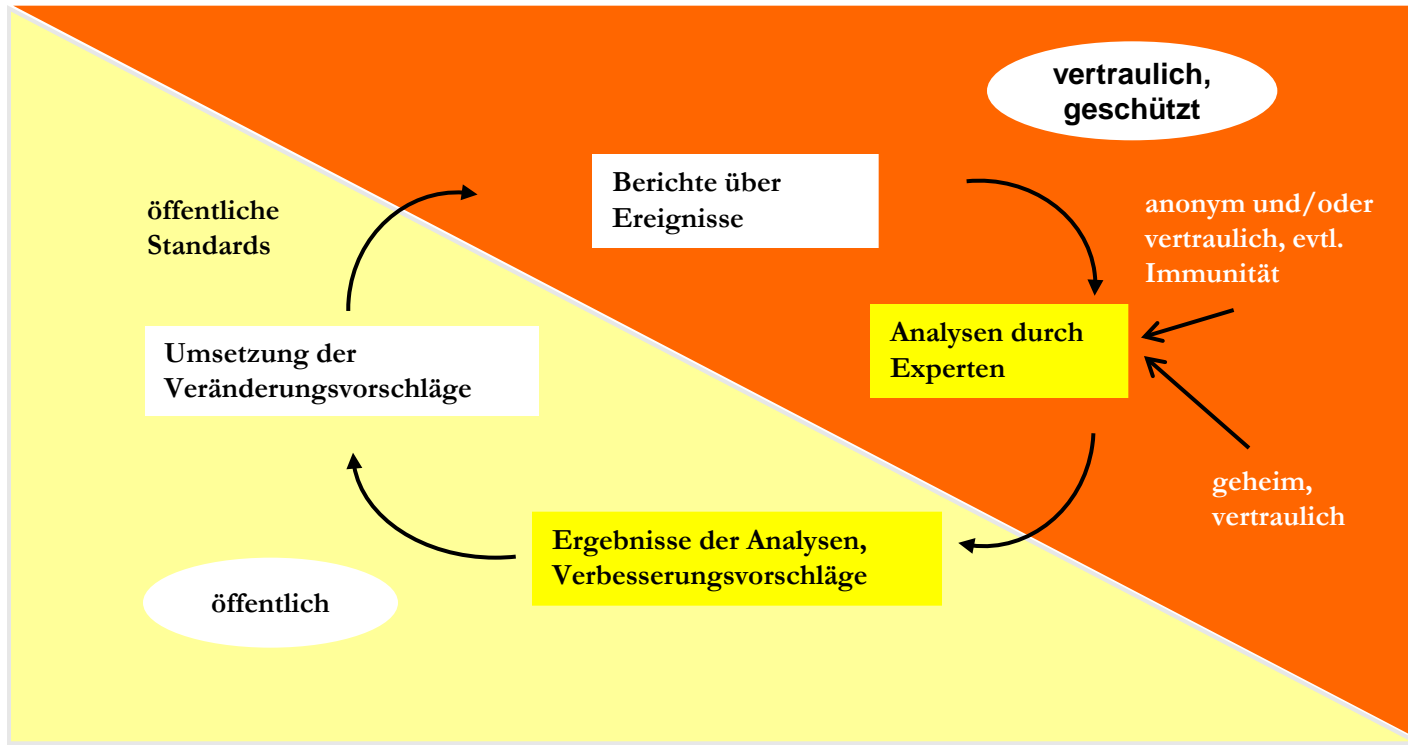 vertraulich,
geschützt
Berichte über
Ereignisse
öffentliche
Standards
anonym und/oder
vertraulich, evtl.
Immunität
Umsetzung der
Veränderungsvorschläge
Analysen durch
Experten
geheim,
vertraulich
Ergebnisse der Analysen,
Verbesserungsvorschläge
öffentlich